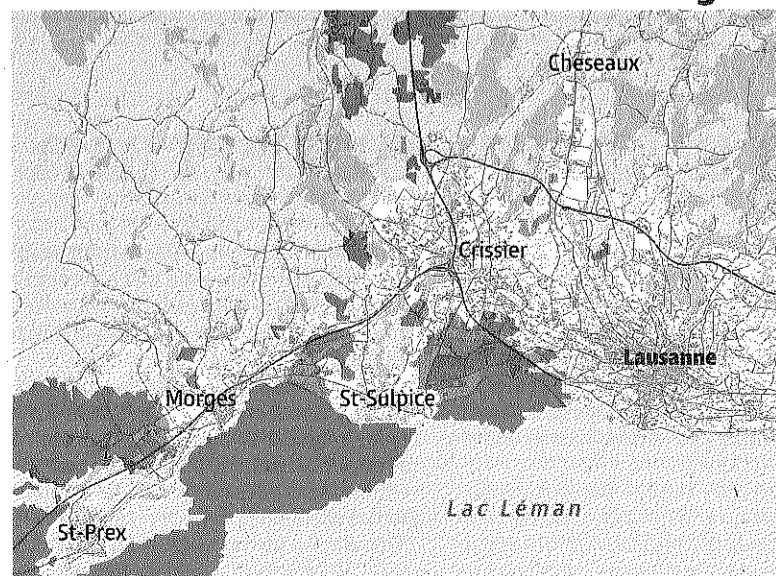 Cheseaux
Crissier
Lausanne
Morges
St-Sulpice
Lac Léman
St-Prex